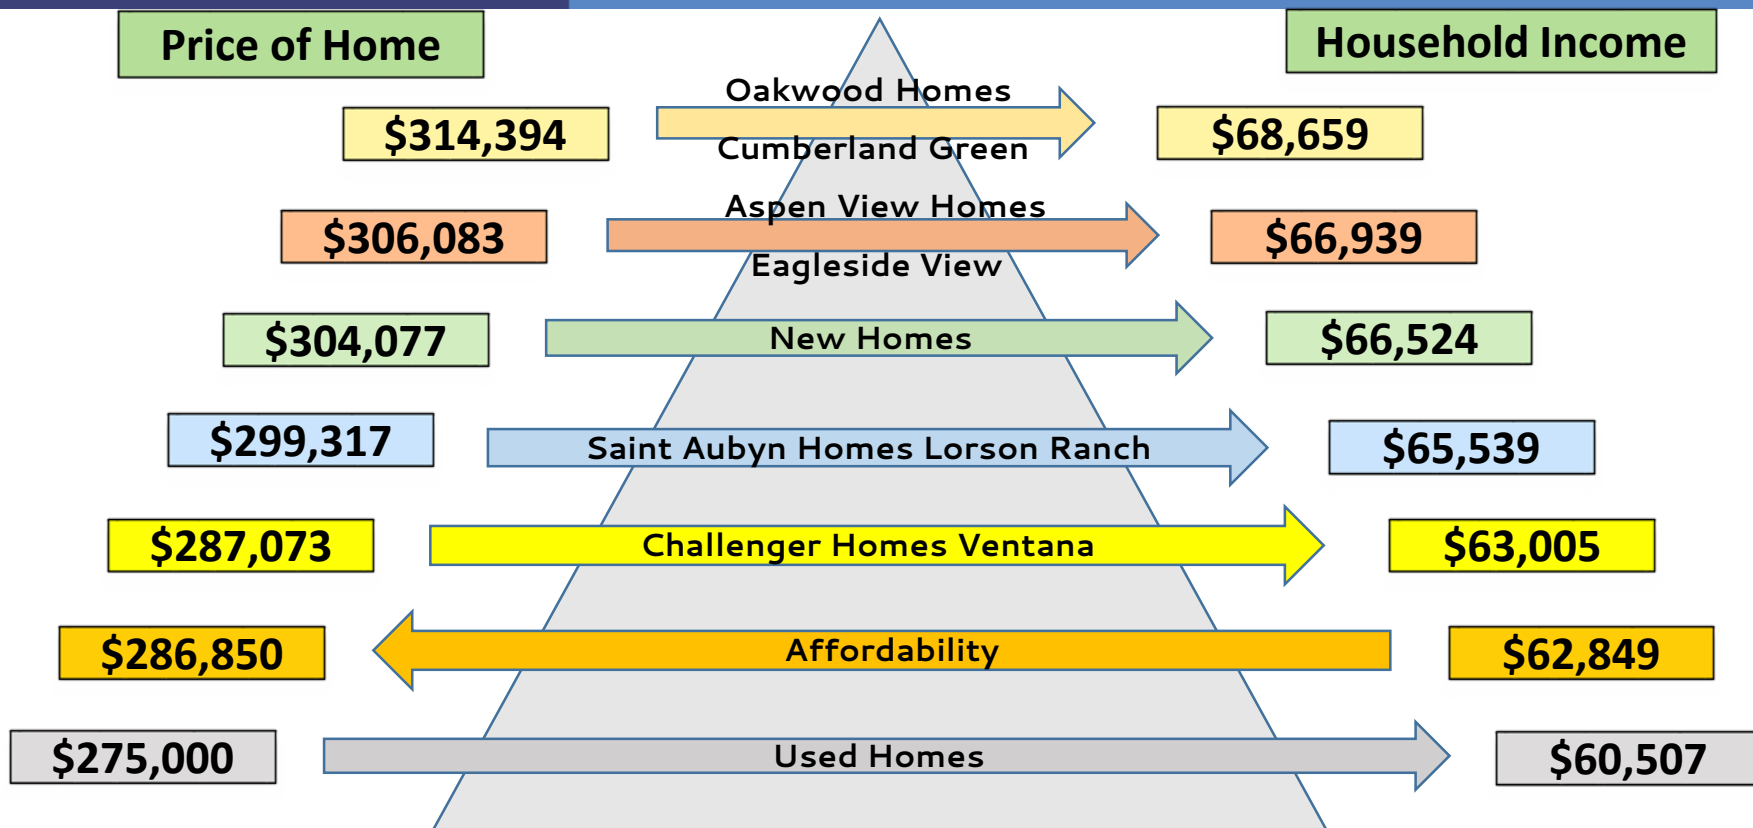 Price of Home
Household Income
Oakwood Homes
$314,394
$68,659
Cumberland Green
Aspen View Homes
$306,083
$66,939
Eagleside View
$304,077
New Homes
$66,524
$299,317
Saint Aubyn Homes Lorson Ranch
$65,539
$287,073
Challenger Homes Ventana
$63,005
$286,850
Affordability
$62,849
$275,000
Used Homes
$60,507